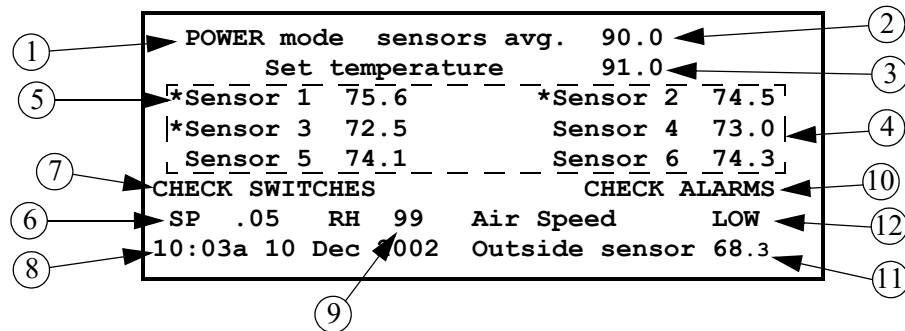 POWER mode sensors avg. 90.0
Set temperature 91.0
*Sensor 1 75.6 *Sensor 2 74.5
*Sensor 3 72.5 Sensor 4 73.0
Sensor 5 74.1 Sensor 6 74.3
CHECK SWITCHES CHECK ALARMS
SP .05 RH 99 Air Speed LOW
10:03a 10 Dec 2002 Outside sensor 68.3
1
2
3
5
4
7
10
6
12
8
11
9